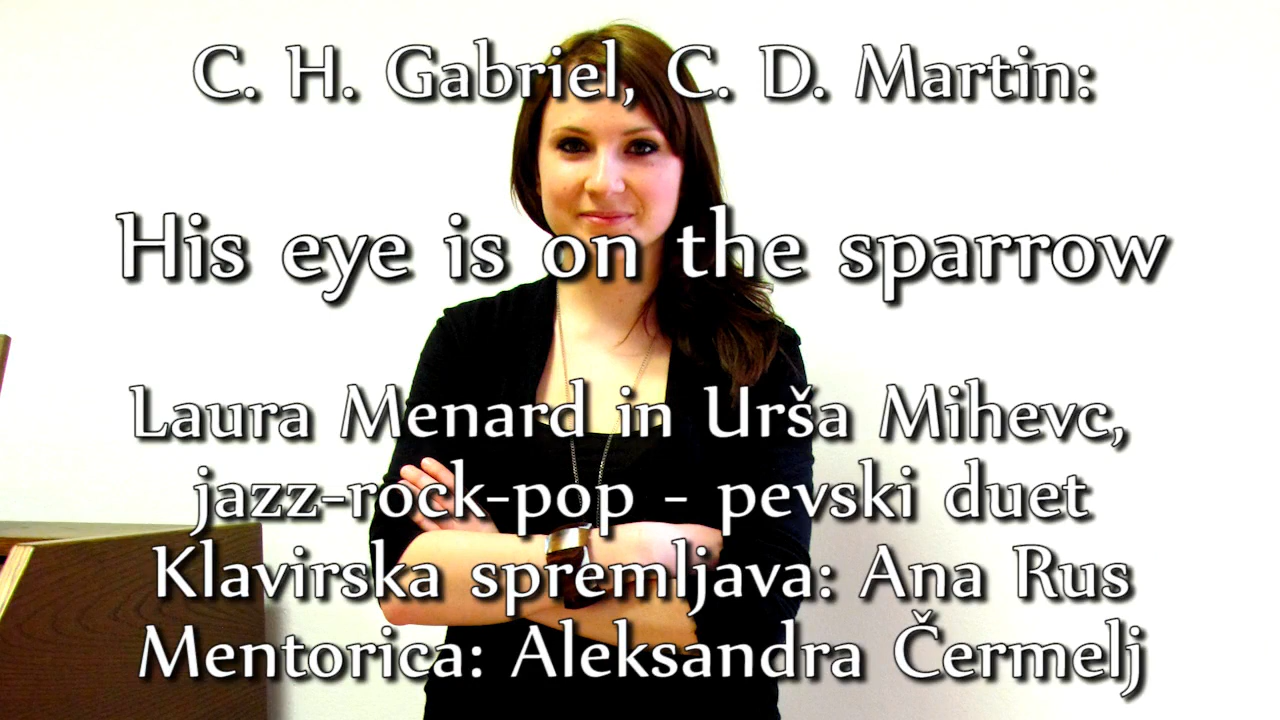 C. H. Gabriel, C. D. Martin:
His eye is on the sparrow
Laura Menard in Urša Mihevc,
jazz-rock-pop - pevski duet
Klavirska spremljava: Ana Rus
Mentorica: Aleksandra Čermelj